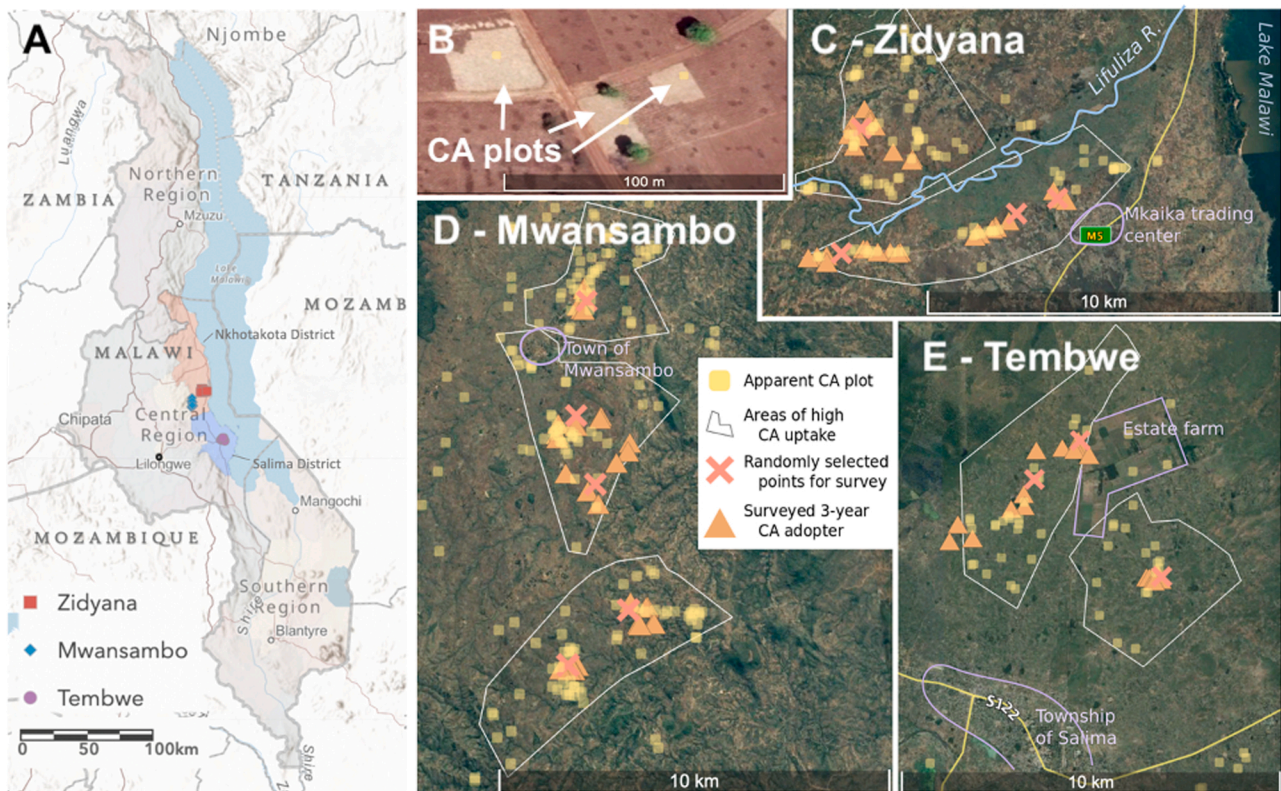 A
Njombe
Luangwa
Northern
Region
TANZANIA
ZAMBIA
Mzuzu
Lake
Malawi
MOZAMB
Nkhotakota District
MALAWI
Chipata
Central
Region
Lilongwe
Salima District
Mangochi
MOZAMBIQUE
Southern
Region
Shire
Blantyre
Zidyana
Mwansambo
Tembwe
0 50 100km
Shire
B
CA plots
100 m
C - Zidyana
Lifuliza R.
Lake Malawi
Mkaika trading
center
M5
10 km
D - Mwansambo
Town of
Mwansambo
10 km
Apparent CA plot
Areas of high
CA uptake
Randomly selected
points for survey
Surveyed 3-year
CA adopter
E - Tembwe
Estate farm
S122
Township
of Salima
10 km